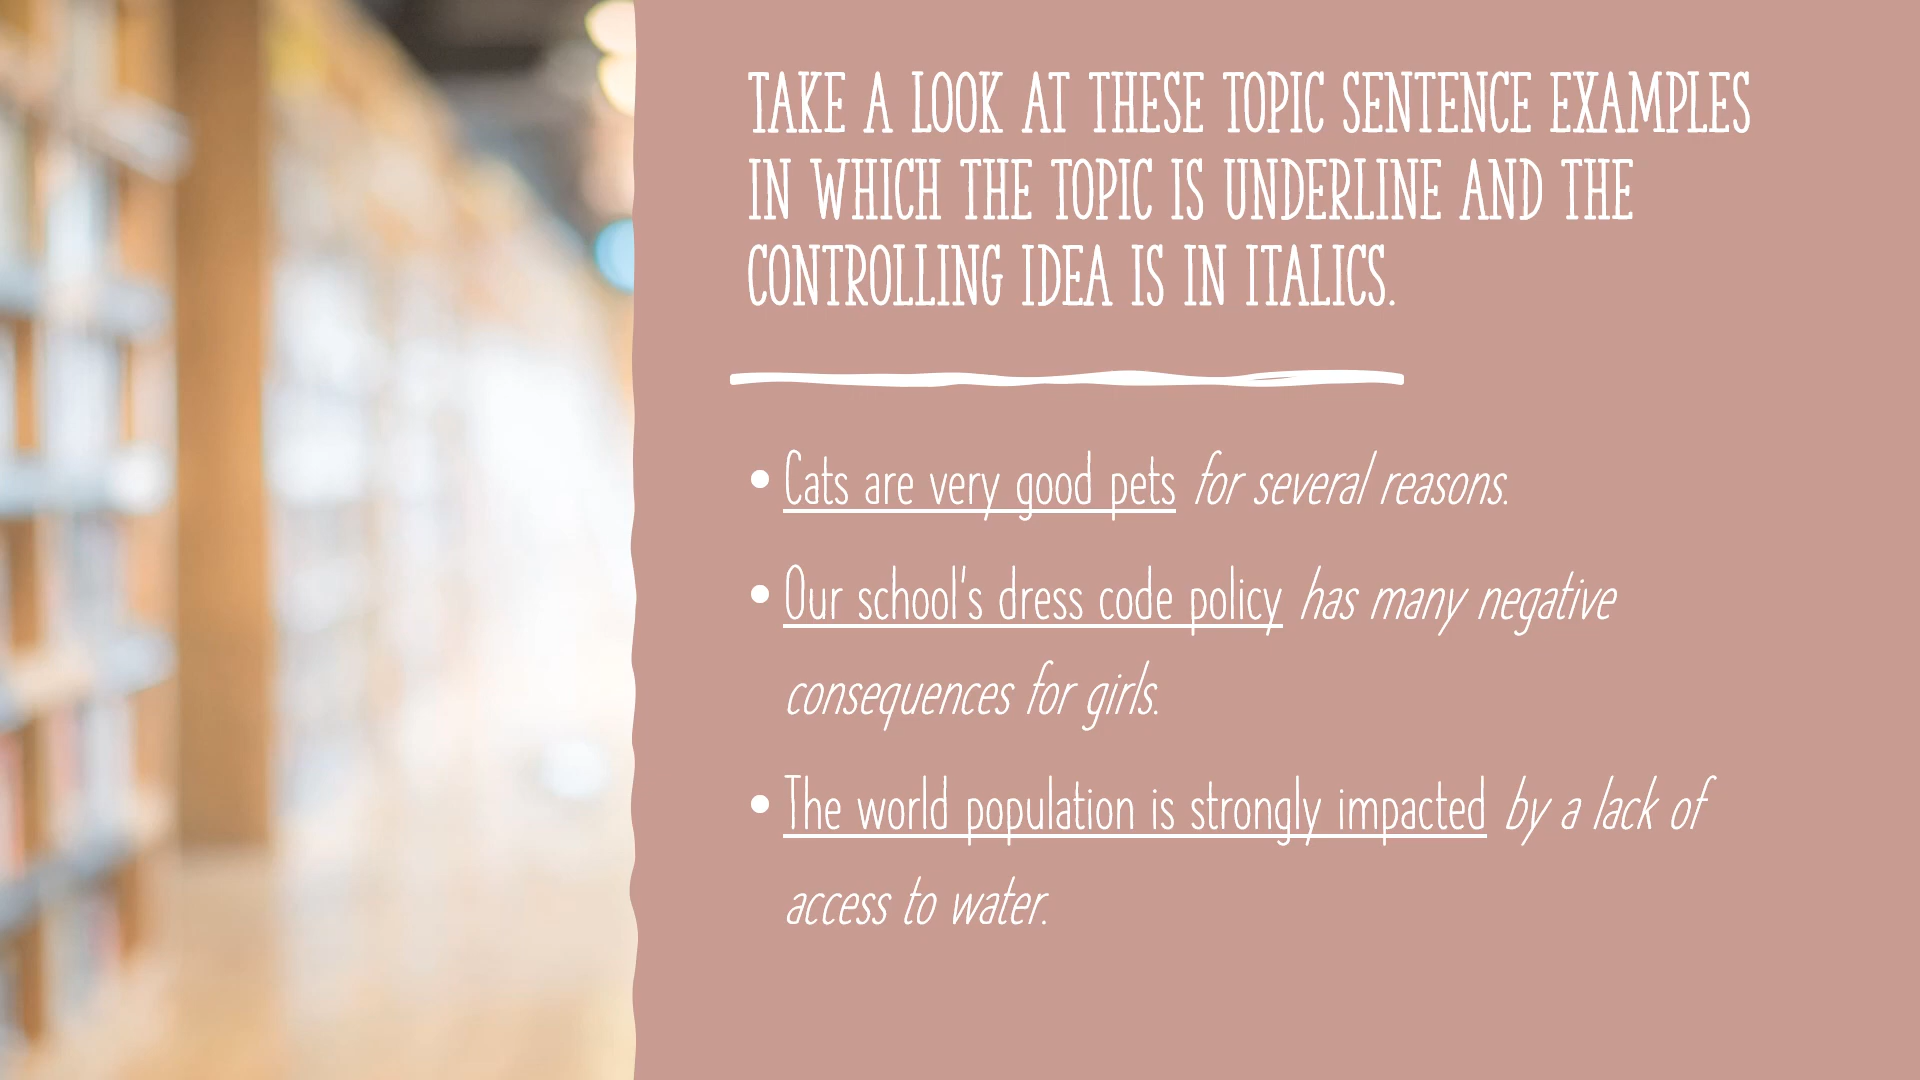 TAKE A LOOK AT THESE TOPIC SENTENCE EXAMPLES
IN WHICH THE TOPIC IS UNDERLINE AND THE
CONTROLLING IDEA IS IN ITALICS.
• Cats are very good pets for several reasons.
• Our school's dress code policy has many negative
consequences for girls.
• The world population is strongly impacted by a lack of
access to water.